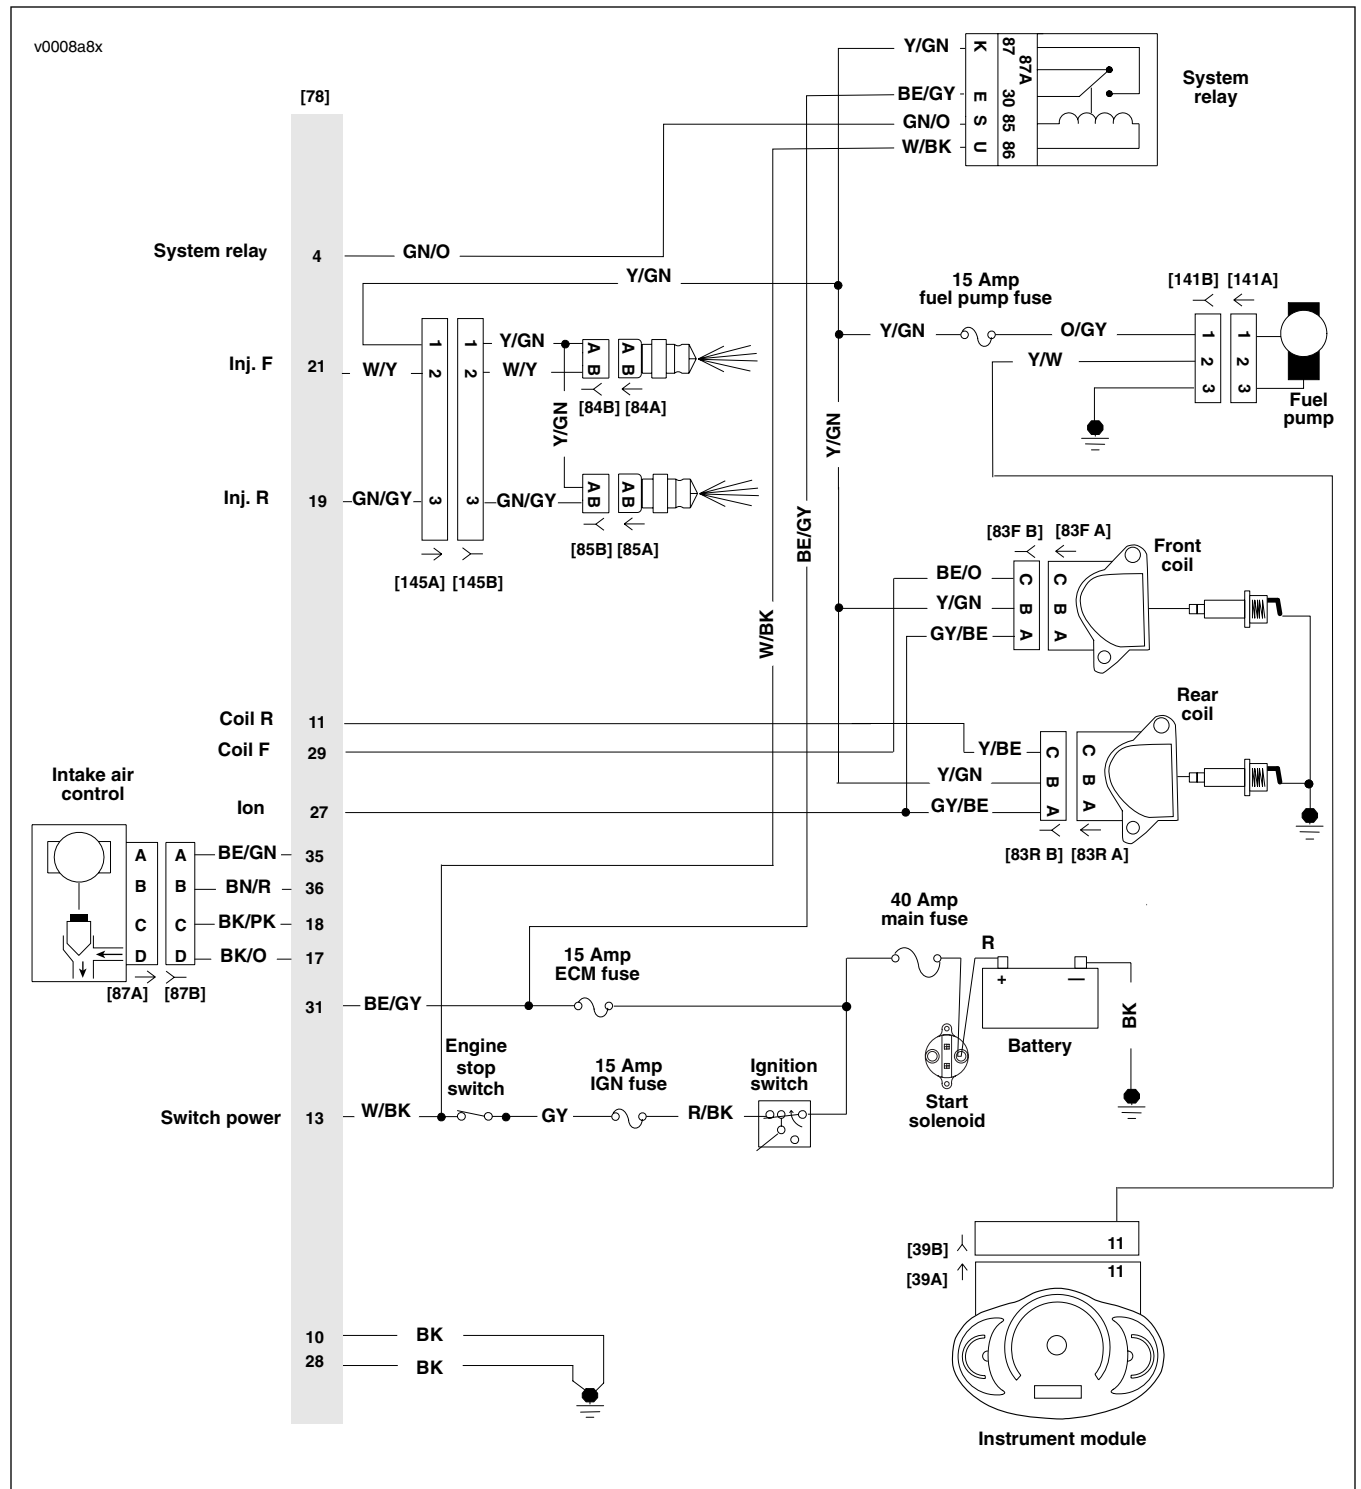 v0008a8x
[78]
Y/GN K 87
87A
BE/GY E 30
GN/O S 85
W/BK U 86
System
relay
System relay 4 GN/O
Y/GN
15 Amp
fuel pump fuse
[141B] [141A]
Y/GN O/GY 1 1
Y/W 2 2
3 3
Fuel
pump
Inj. F 21 W/Y
1 1 Y/GN A A
2 2 W/Y B B
[84B] [84A]
Y/GN
Y/GN
Inj. R 19 GN/GY 3 3 GN/GY
A A
B B
[85B] [85A]
[145A] [145B]
BE/GY
W/BK
[83F B] [83F A]
Front
coil
BE/O C C
Y/GN B B
GY/BE A A
Rear
coil
Coil R 11
Coil F 29
Y/BE C C
Y/GN B B
GY/BE A A
[83R B] [83R A]
Ion 27
Intake air
control
A A BE/GN 35
B B BN/R 36
C C BK/PK 18
D D BK/O 17
[87A] [87B]
40 Amp
main fuse
R
+ –
Battery
BK
15 Amp
ECM fuse
31 BE/GY
Engine
stop
switch
15 Amp
IGN fuse
Ignition
switch
Start
solenoid
Switch power 13 W/BK GY R/BK
[39B] 11
[39A] 11
10 BK
28 BK
Instrument module